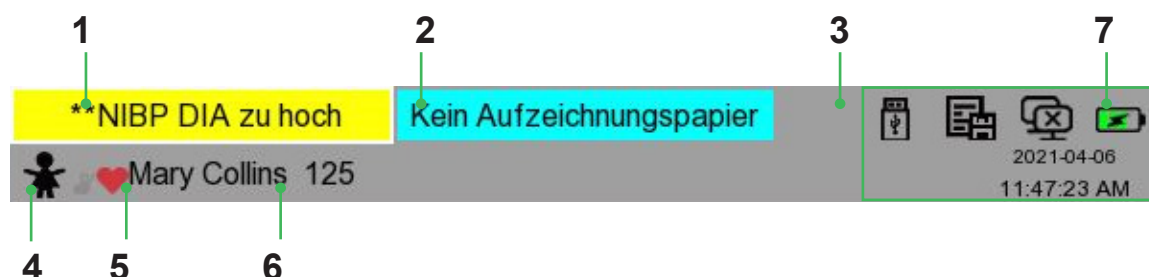 1 2 3 7
**NIBP DIA zu hoch Kein Aufzeichnungspapier
Mary Collins 125
2021-04-06
11:47:23 AM
4 5 6